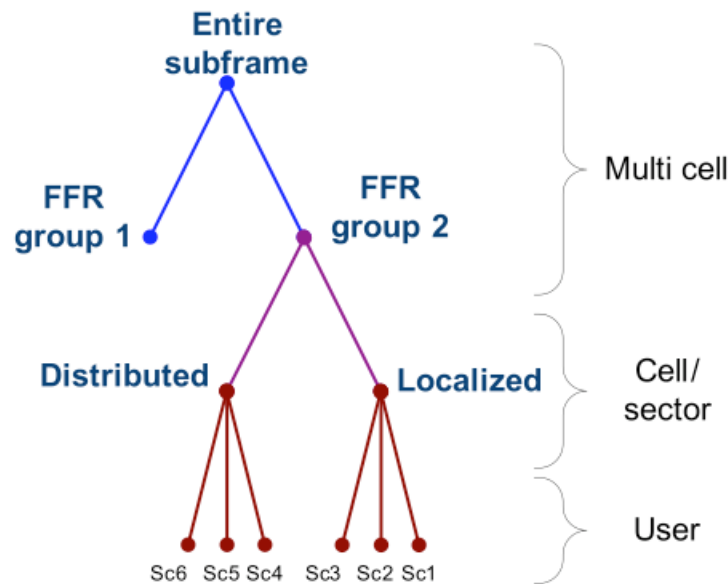 Entire
subframe
FFR
group 1
FFR
group 2
Multi cell
Distributed
Localized
Cell/
sector
User
Sc6 Sc5 Sc4 Sc3 Sc2 Sc1